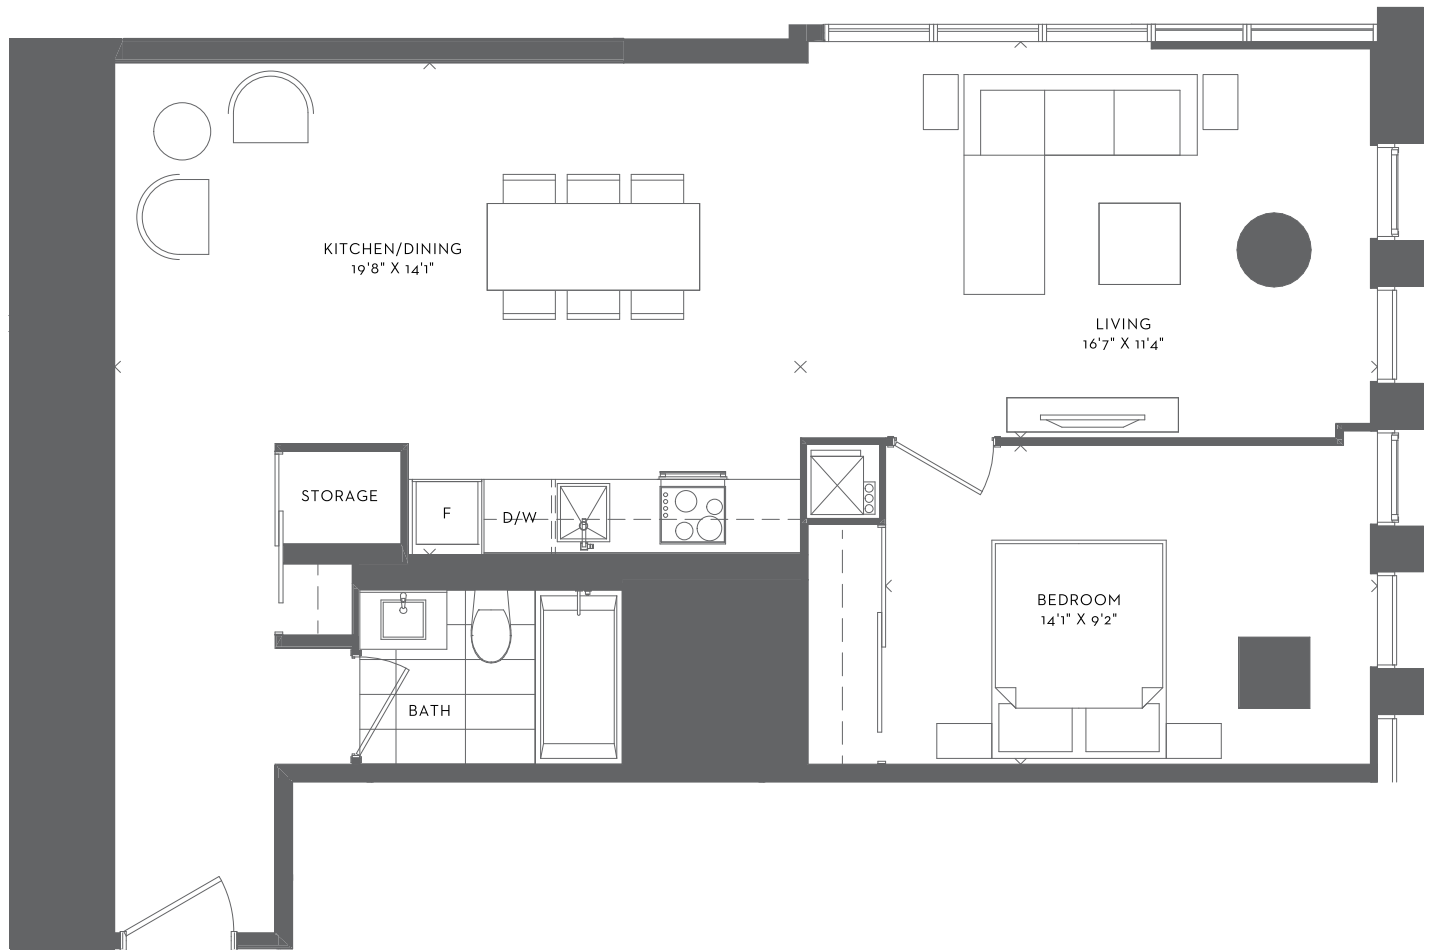 KITCHEN/DINING
19'8" X 14'1"
LIVING
16'7" X 11'4"
STORAGE
F
D/W
BEDROOM
14'1" X 9'2"
BATH